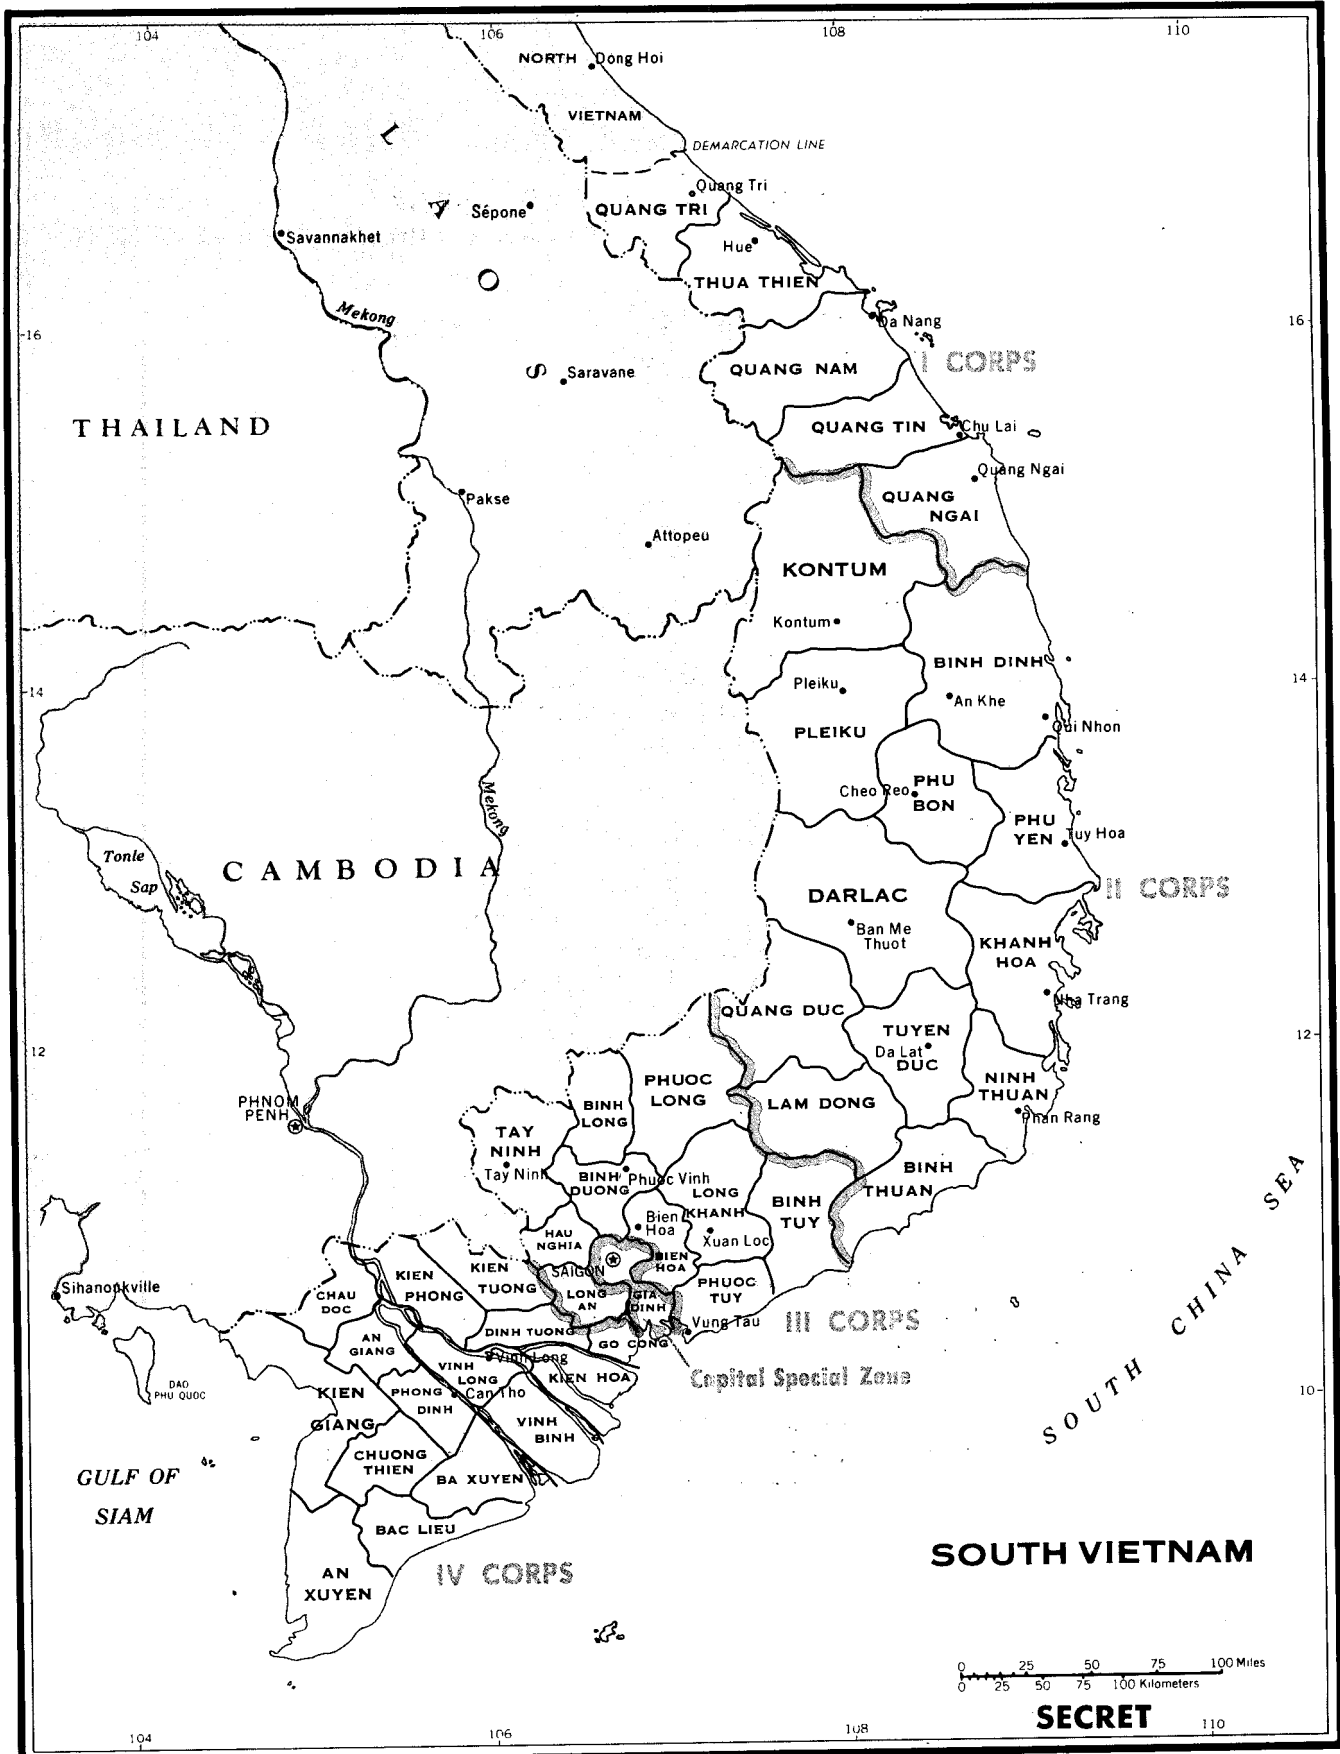 104
106
108
110
NORTH
Dong Hoi
VIETNAM
DEMARCATION LINE
L
A
O
S
Quang Tri
QUANG TRI
Sépone
Savannakhet
Hue
THUA THIEN
Mekong
16
16
Da Nang
I CORPS
QUANG NAM
Saravane
THAILAND
QUANG TIN
Chu Lai
Quang Ngai
QUANG
NGAI
Pakse
Attopeu
KONTUM
Kontum
BINH DINH
14
14
Pleiku
An Khe
Qui Nhon
PLEIKU
Mekong
Cheo Reo
PHU
BON
PHU
YEN
Tuy Hoa
Tonle
Sap
CAMBODIA
DARLAC
II CORPS
Ban Me
Thuot
KHANH
HOA
Nha Trang
QUANG DUC
TUYEN
DUC
Da Lat
12
12
PHUOC
LONG
NINH
THUAN
PHNOM
PENH
BINH
LONG
LAM DONG
Phan Rang
TAY
NINH
Tay Ninh
BINH
DUONG
Phuoc Vinh
LONG
KHANH
BINH
THUAN
BINH
TUY
Bien
Hoa
Xuan Loc
HAU
NGHIA
BIEN
HOA
SAIGON
KIEN
TUONG
KIEN
PHONG
PHUOC
TUY
Sihanoukville
CHAU
DOC
LONG
AN
GIA
DINH
Vung Tau
III CORPS
DINH TUONG
GO CONG
AN
GIANG
Vinh Long
VINH
LONG
KIEN HOA
Capital Special Zone
DAO
PHU QUOC
KIEN
GIANG
PHONG
DINH
Can Tho
VINH
BINH
10
CHUONG
THIEN
BA XUYEN
GULF OF
SIAM
SOUTH CHINA SEA
BAC LIEU
AN
XUYEN
IV CORPS
SOUTH VIETNAM
0 25 50 75 100 Miles
0 25 50 75 100 Kilometers
SECRET
104
106
108
110